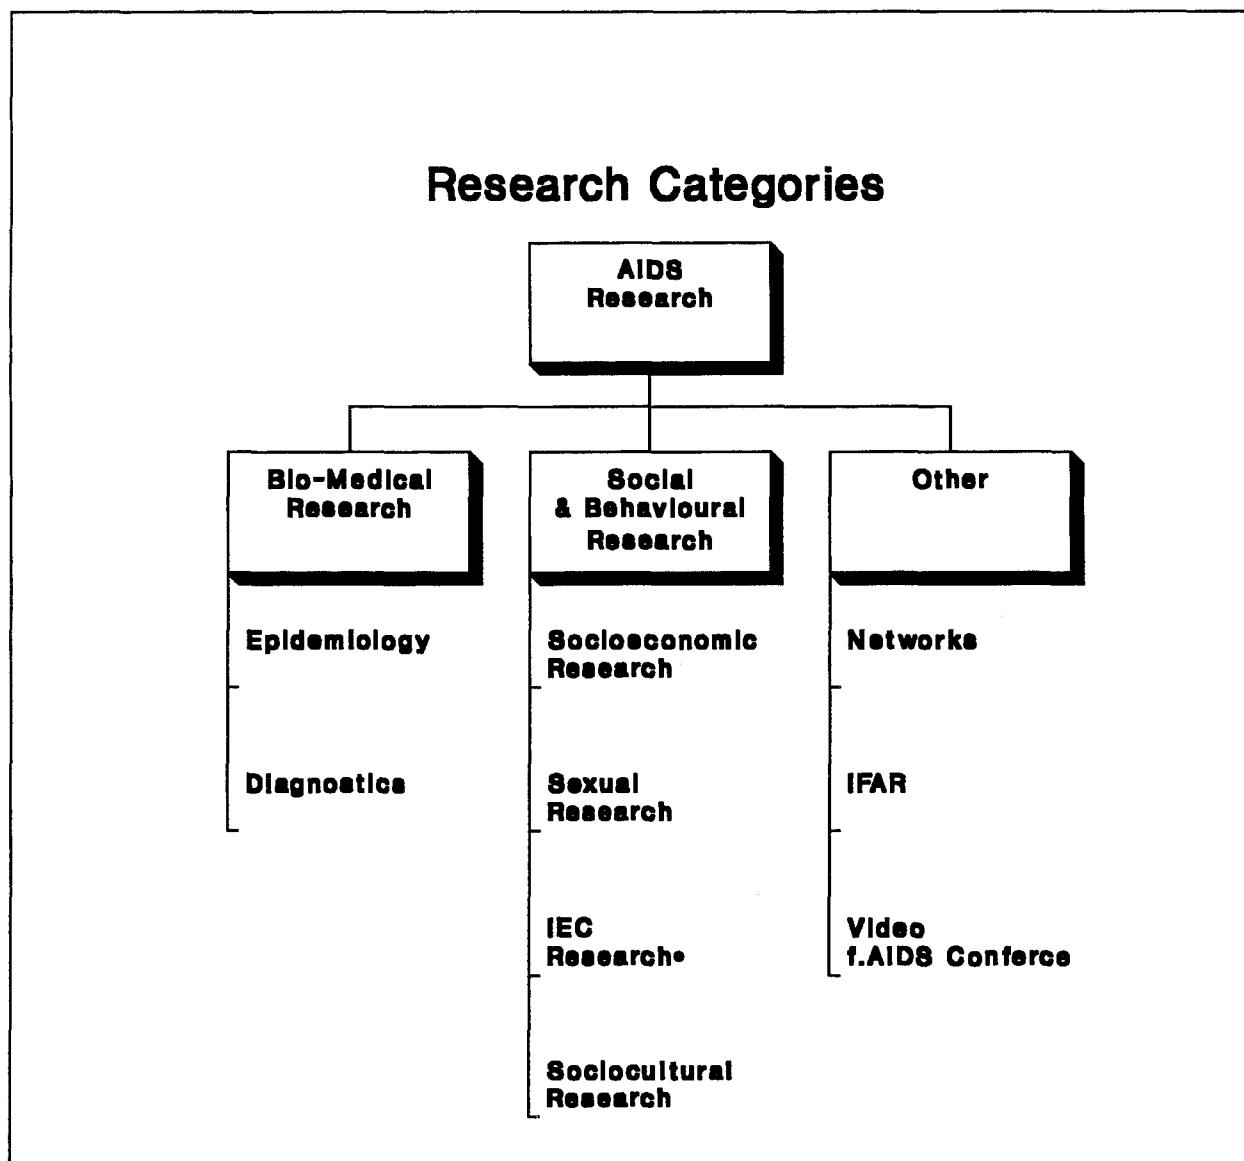 Research Categories
AIDS
Research
Bio-Medical
Research
Social
& Behavioural
Research
Other
Epidemiology
Diagnostics
Socioeconomic
Research
Sexual
Research
IEC
Research•
Sociocultural
Research
Networks
IFAR
Video
f.AIDS Conferce